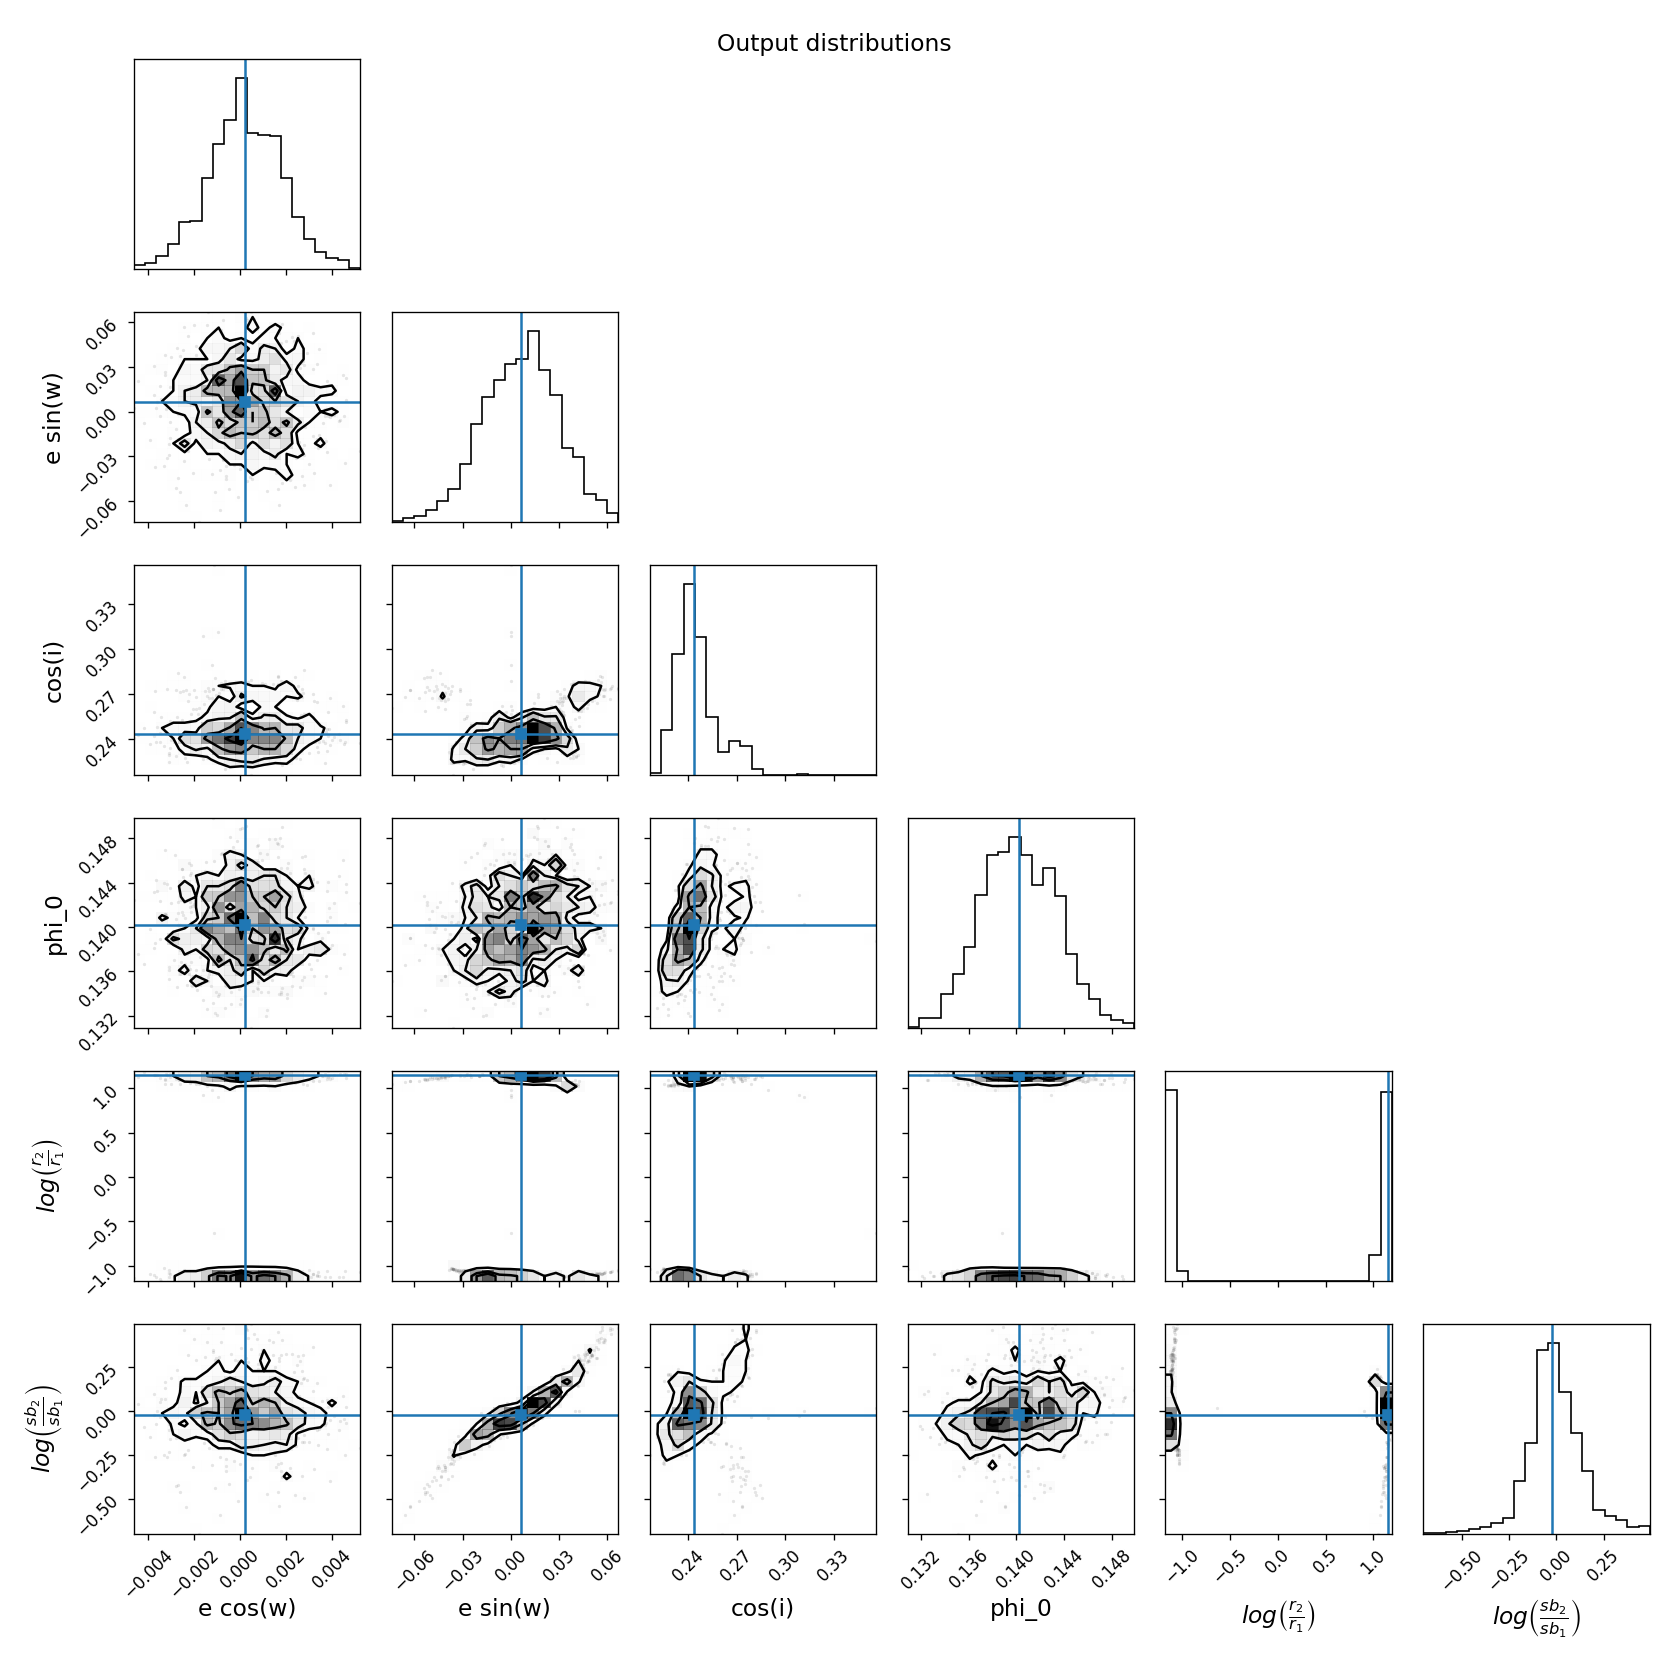 Output distributions
e sin(w)
0.06
0.03
0.00
−0.03
−0.06
cos(i)
0.33
0.30
0.27
0.24
phi_0
0.148
0.144
0.140
0.136
0.132
log(r2/r1)
1.0
0.5
0.0
−0.5
−1.0
log(sb2/sb1)
0.25
0.00
−0.25
−0.50
−0.004 −0.002 0.000 0.002 0.004
−0.06 −0.03 0.00 0.03 0.06
0.24 0.27 0.30 0.33
0.132 0.136 0.140 0.144 0.148
−1.0 −0.5 0.0 0.5 1.0
−0.50 −0.25 0.00 0.25
e cos(w)
e sin(w)
cos(i)
phi_0
log(r2/r1)
log(sb2/sb1)